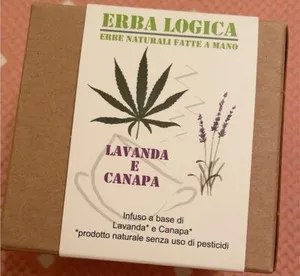 ERBA LOGICA
ERBE NATURALI FATTE A MANO
LAVANDA
E
CANAPA
Infuso a base di
Lavanda* e Canapa*
*prodotto naturale senza uso di pesticidi